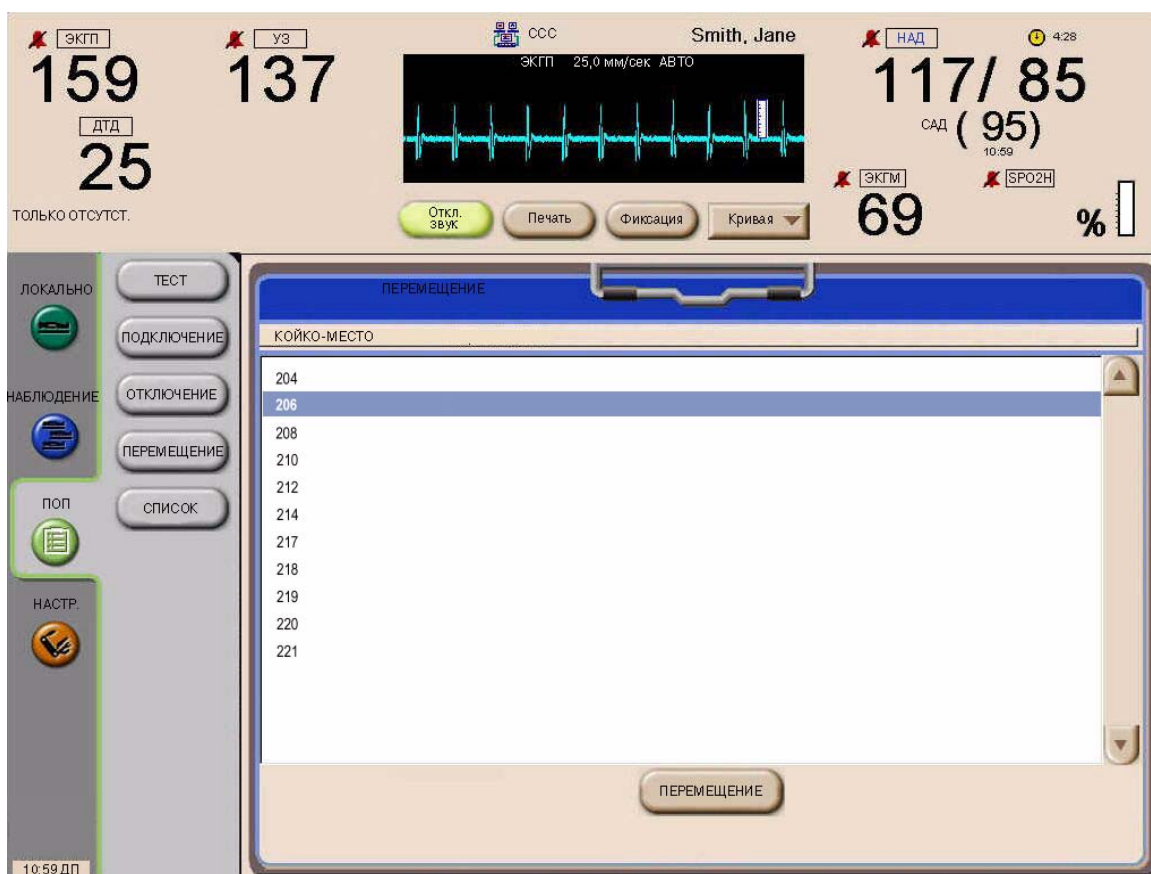 ЭКГП
159
УЗ
137
ДТД
25
ТОЛЬКО ОТСУТСТ.
ССС
Smith, Jane
ЭКГП 25,0 мм/сек АВТО
Откл. звук
Печать
Фиксация
Кривая
НАД
4:28
117/ 85
САД ( 95)
10:59
ЭКГМ
69
SPO2H
%
ЛОКАЛЬНО
НАБЛЮДЕНИЕ
ПОП
НАСТР.
10:59 ДП
ТЕСТ
ПОДКЛЮЧЕНИЕ
ОТКЛЮЧЕНИЕ
ПЕРЕМЕЩЕНИЕ
СПИСОК
ПЕРЕМЕЩЕНИЕ
КОЙКО-МЕСТО
204
206
208
210
212
214
217
218
219
220
221
ПЕРЕМЕЩЕНИЕ